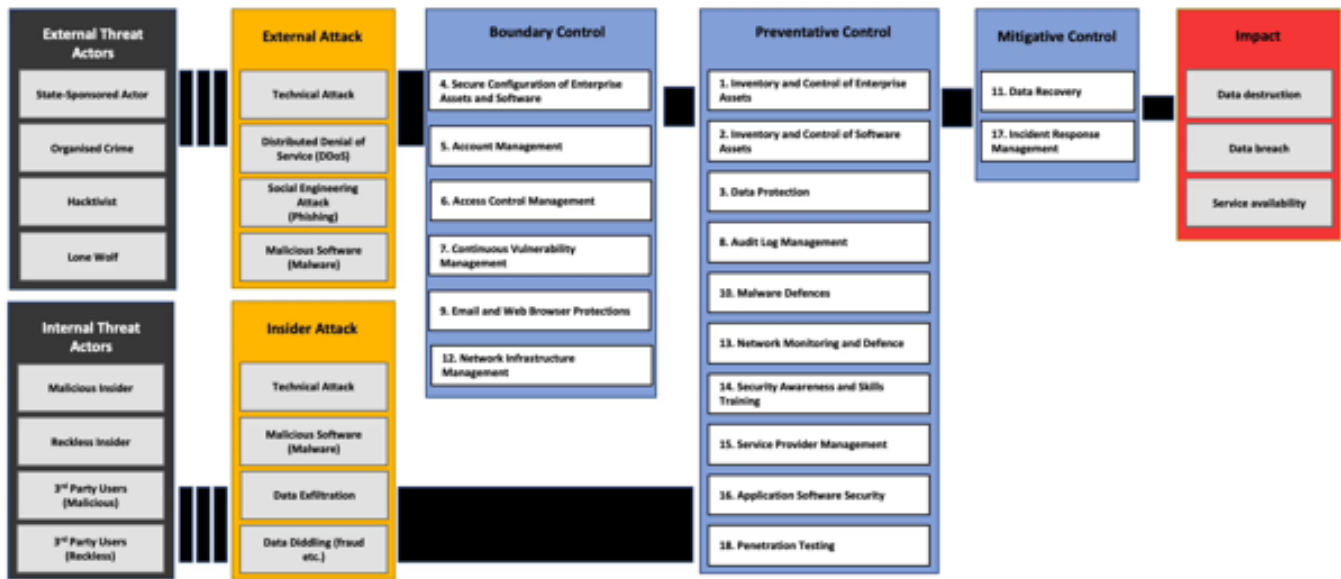 External Threat
Actors
State-Sponsored Actor
Organised Crime
Hacktivist
Lone Wolf
Internal Threat
Actors
Malicious Insider
Reckless Insider
3rd Party Users
(Malicious)
3rd Party Users
(Reckless)
External Attack
Technical Attack
Distributed Denial of
Service (DDoS)
Social Engineering
Attack
(Phishing)
Malicious Software
(Malware)
Insider Attack
Technical Attack
Malicious Software
(Malware)
Data Exfiltration
Data Diddling (fraud
etc.)
Boundary Control
4. Secure Configuration of Enterprise
Assets and Software
5. Account Management
6. Access Control Management
7. Continuous Vulnerability
Management
9. Email and Web Browser Protections
12. Network Infrastructure
Management
Preventative Control
1. Inventory and Control of Enterprise
Assets
2. Inventory and Control of Software
Assets
3. Data Protection
8. Audit Log Management
10. Malware Defences
13. Network Monitoring and Defence
14. Security Awareness and Skills
Training
15. Service Provider Management
16. Application Software Security
18. Penetration Testing
Mitigative Control
11. Data Recovery
17. Incident Response
Management
Impact
Data destruction
Data breach
Service availability